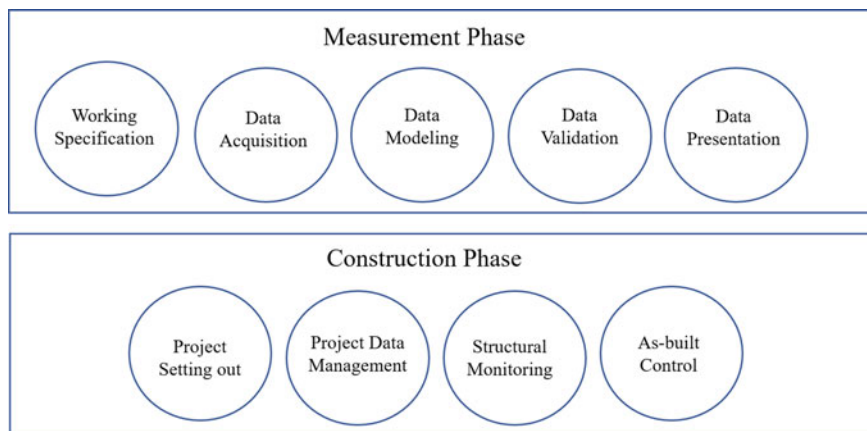 Measurement Phase
Working
Specification
Data
Acquisition
Data
Modeling
Data
Validation
Data
Presentation
Construction Phase
Project
Setting out
Project Data
Management
Structural
Monitoring
As-built
Control